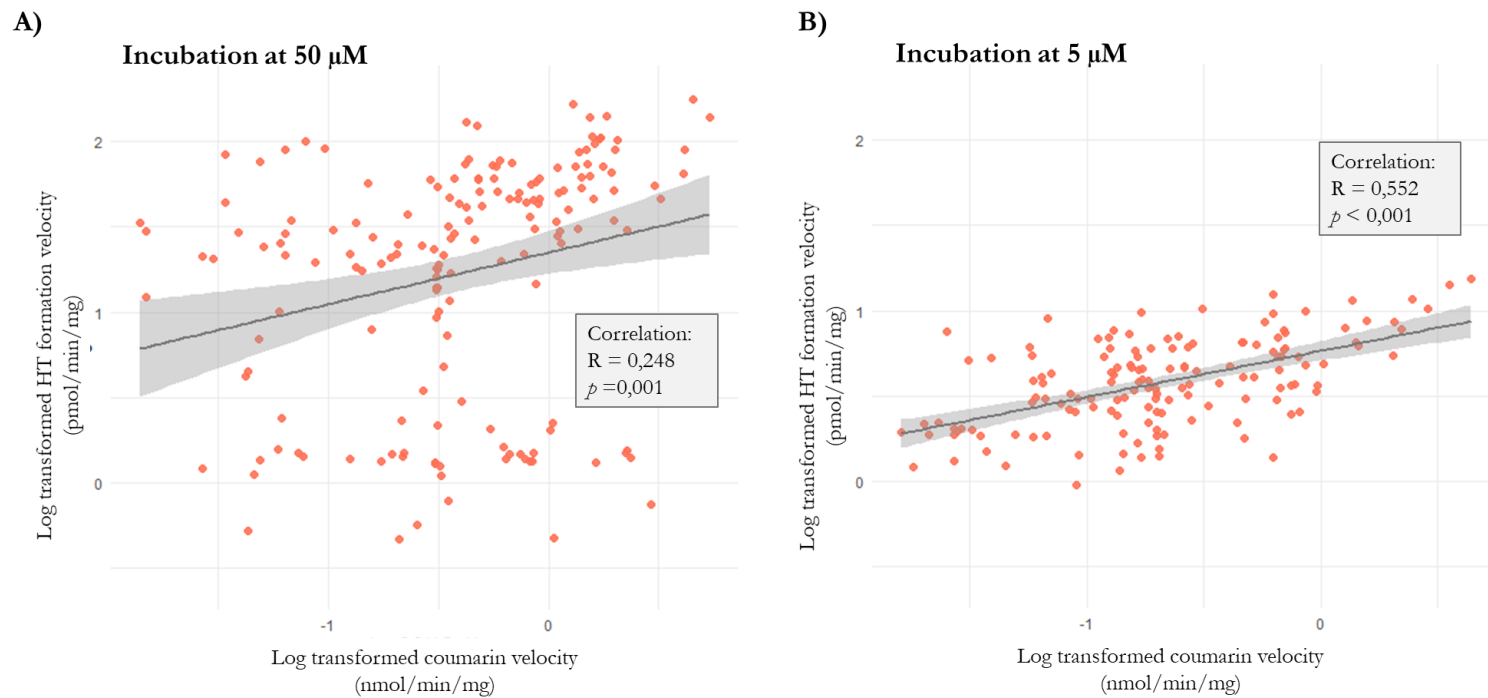 A)
Incubation at 50 µM
2
1
0
Log transformed HT formation velocity
(pmol/min/mg)
Correlation:
R = 0,248
p =0,001
-1
0
Log transformed coumarin velocity
(nmol/min/mg)
B)
Incubation at 5 µM
2
1
0
Log transformed HT formation velocity
(pmol/min/mg)
Correlation:
R = 0,552
p < 0,001
-1
0
Log transformed coumarin velocity
(nmol/min/mg)